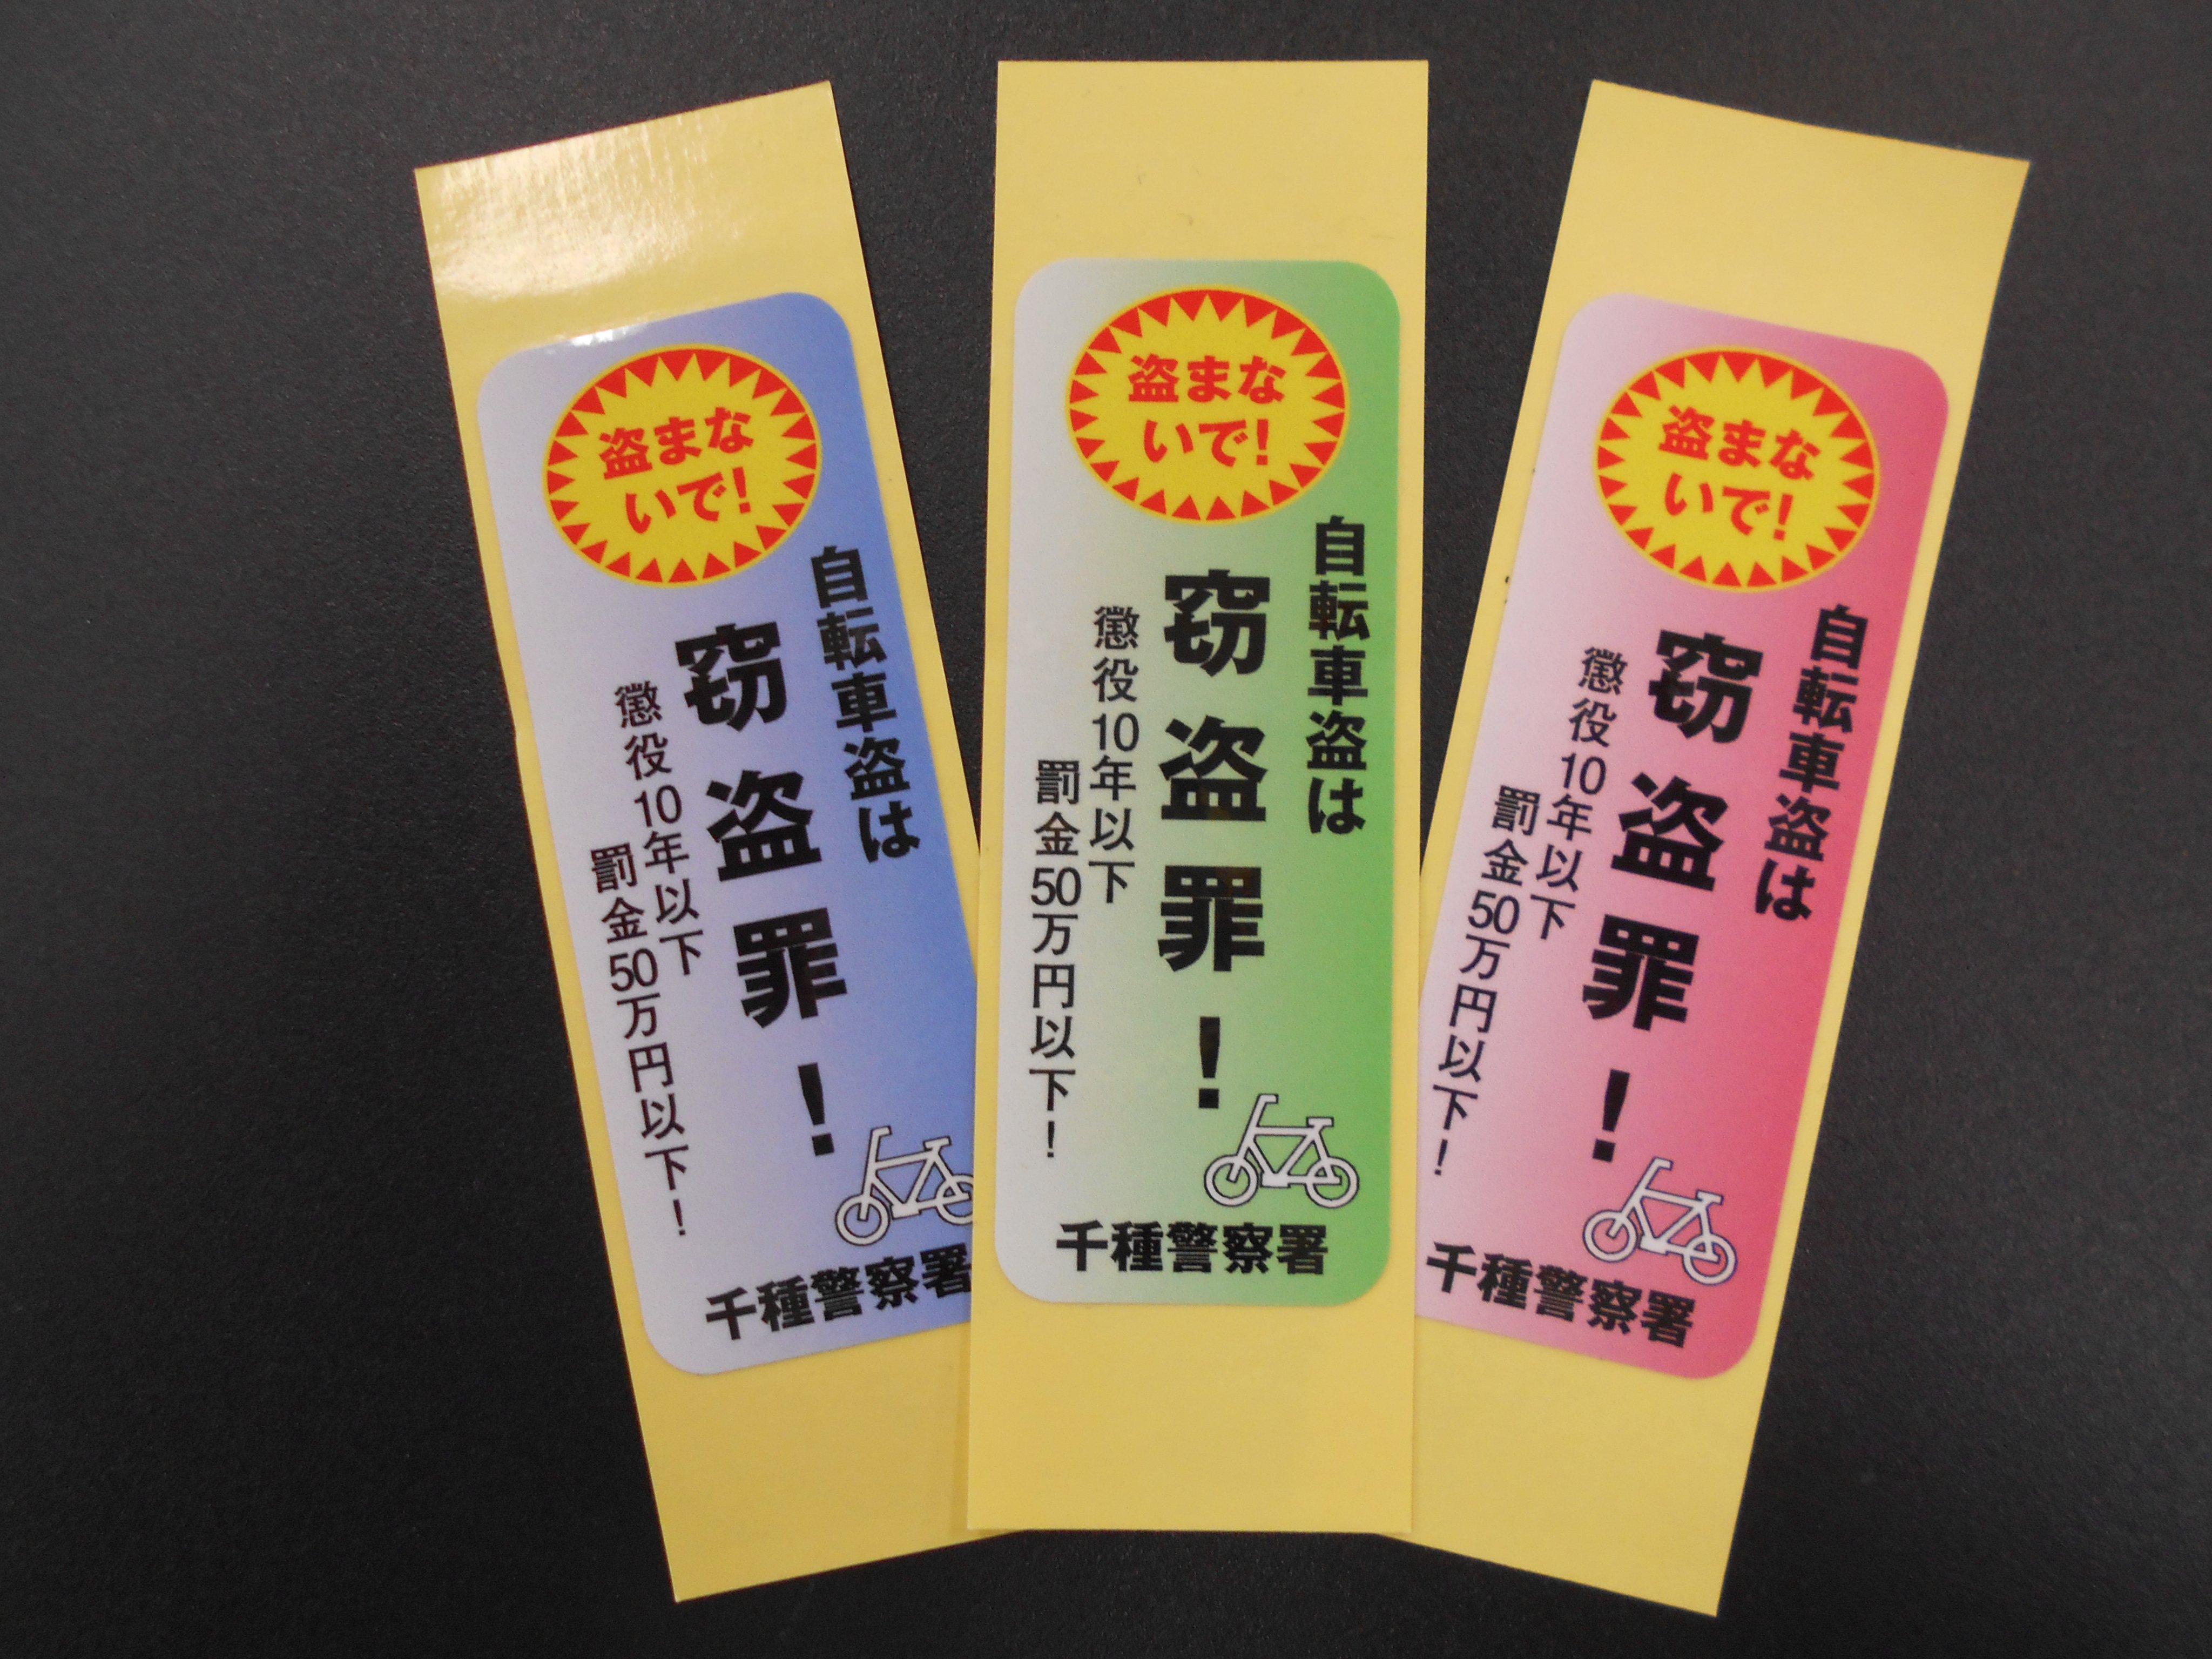 盗まな
いで!
自転車盗は
窃盗罪!
懲役10年以下
罰金50万円以下!
千種警察署
盗まな
いで!
自転車盗は
窃盗罪!
懲役10年以下
罰金50万円以下!
千種警察署
盗まな
いで!
自転車盗は
窃盗罪!
懲役10年以下
罰金50万円以下!
千種警察署